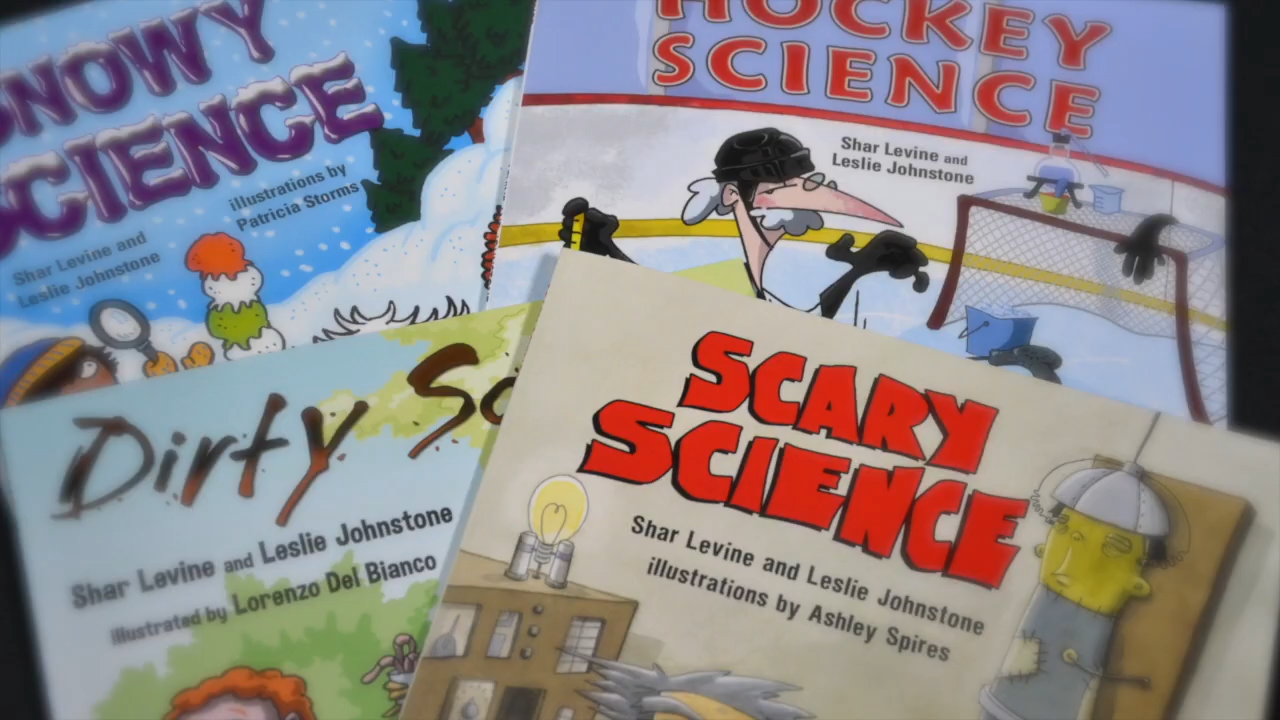 SNOWY
SCIENCE
illustrations by
Patricia Storms
Shar Levine and
Leslie Johnstone
HOCKEY
SCIENCE
Shar Levine and
Leslie Johnstone
Dirty Sc
Shar Levine and Leslie Johnstone
illustrated by Lorenzo Del Bianco
SCARY
SCIENCE
Shar Levine and Leslie Johnstone
illustrations by Ashley Spires